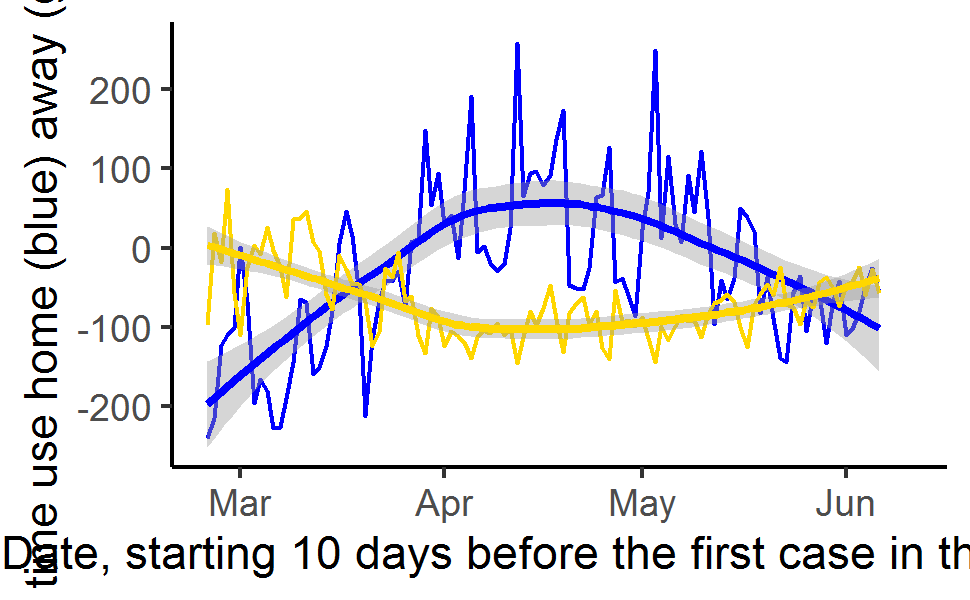 time use home (blue) away (
200
100
0
-100
-200
Mar Apr May Jun
Date, starting 10 days before the first case in th